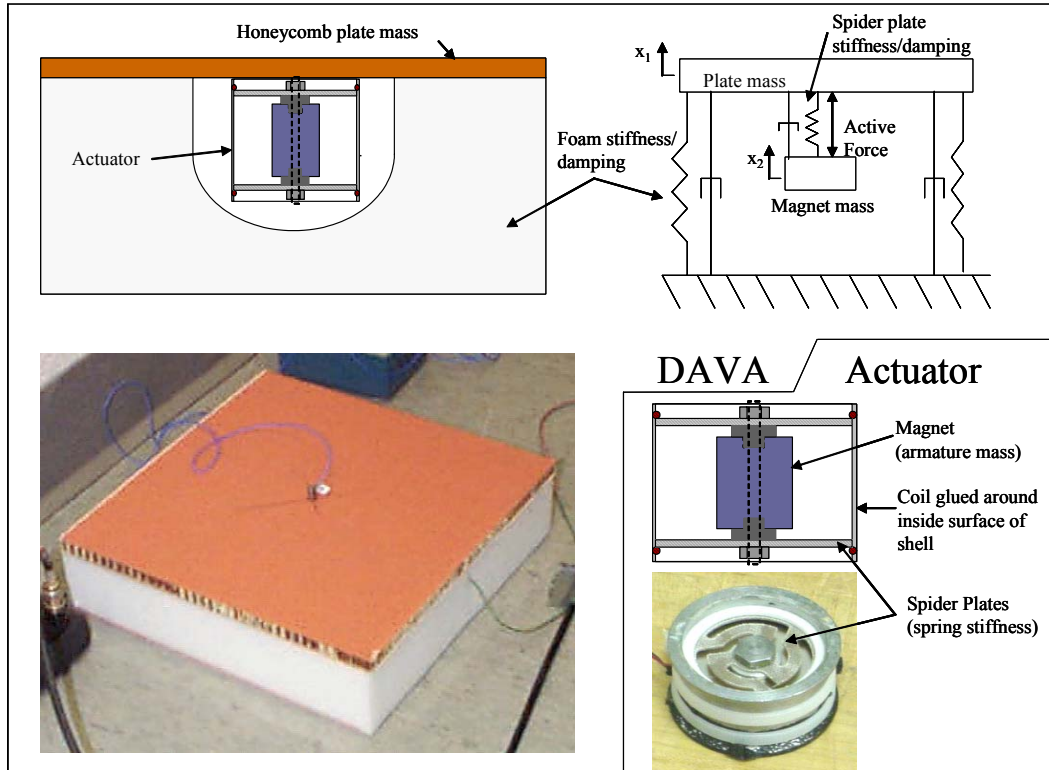 Honeycomb plate mass
Actuator
Foam stiffness/
damping
Spider plate
stiffness/damping
x1
Plate mass
Active
Force
x2
Magnet mass
DAVA
Actuator
Magnet
(armature mass)
Coil glued around
inside surface of
shell
Spider Plates
(spring stiffness)